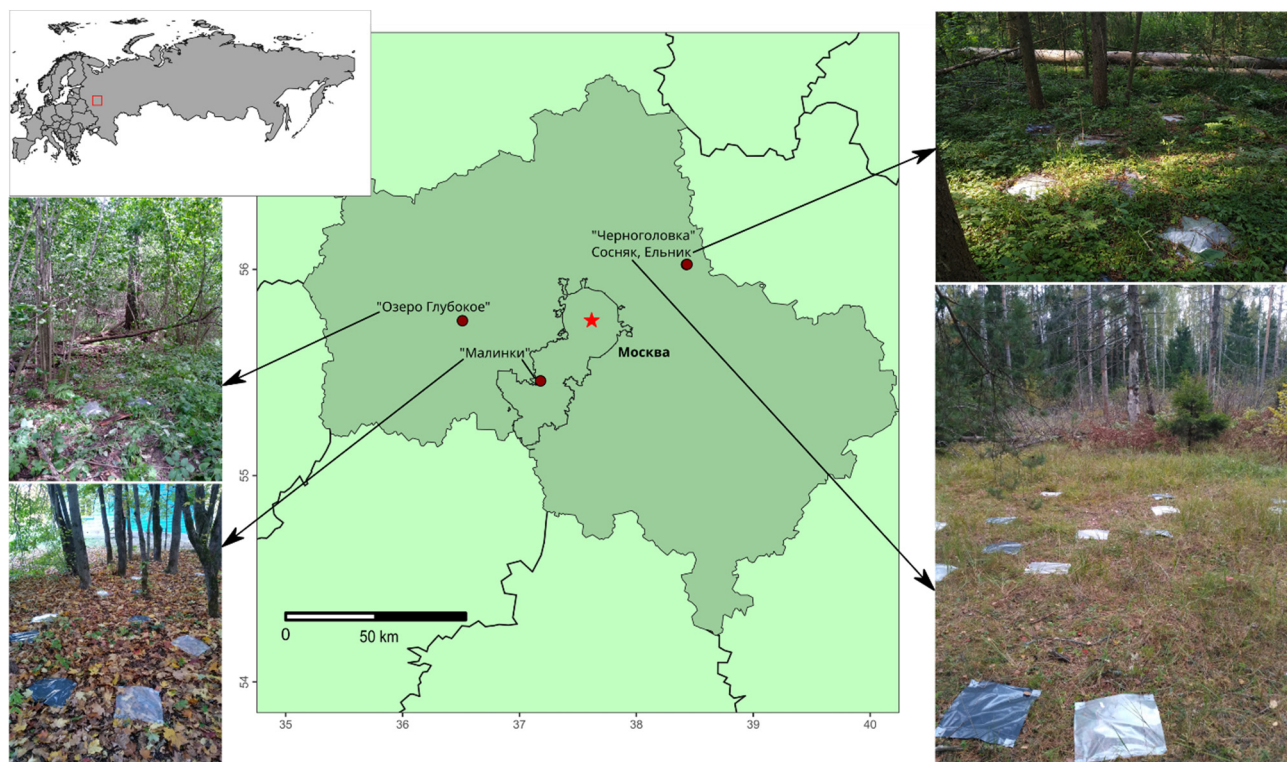 "Черноголовка"
Сосняк, Ельник
"Озеро Глубокое"
Москва
"Малинки"
56
55
54
0
50 km
35
36
37
38
39
40